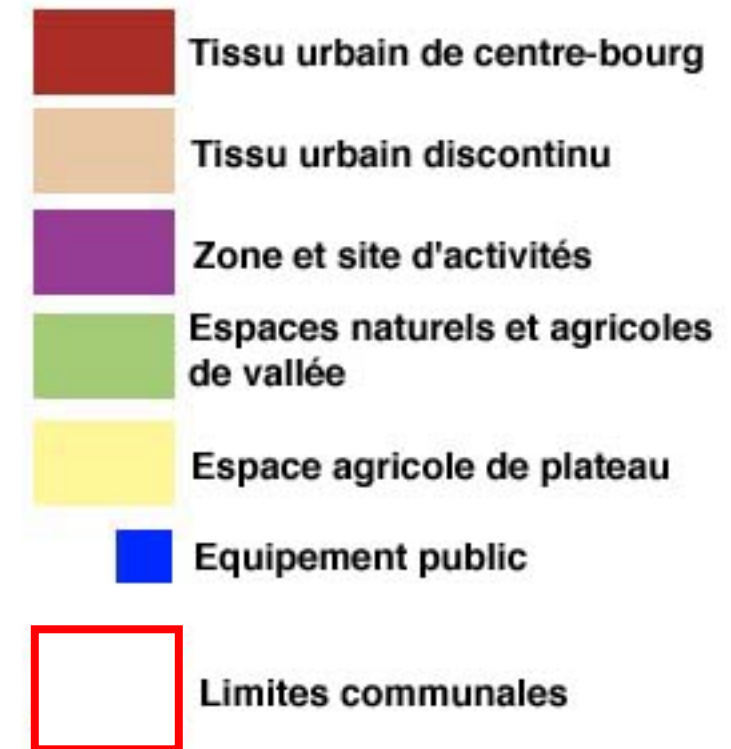 Tissu urbain de centre-bourg
Tissu urbain discontinu
Zone et site d'activités
Espaces naturels et agricoles
de vallée
Espace agricole de plateau
Equipement public
Limites communales